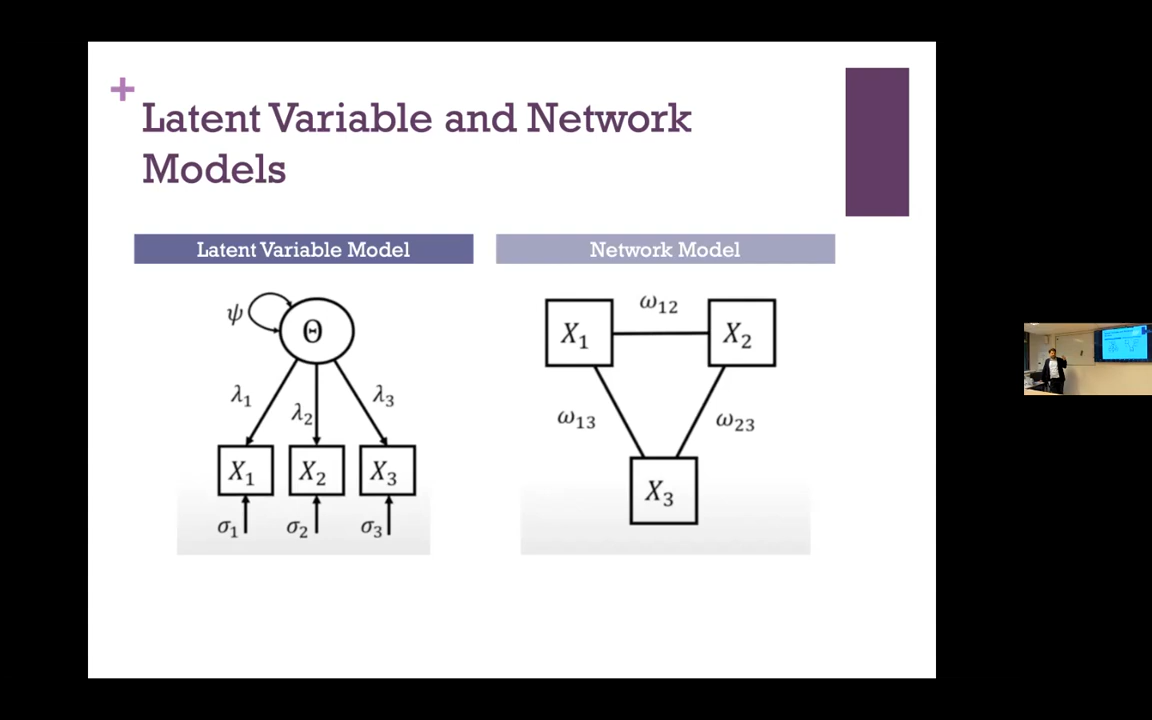 +
Latent Variable and Network
Models
Latent Variable Model
Network Model
ψ
Θ
λ₁
λ₂
λ₃
X₁
X₂
X₃
σ₁
σ₂
σ₃
X₁
ω₁₂
X₂
ω₁₃
ω₂₃
X₃